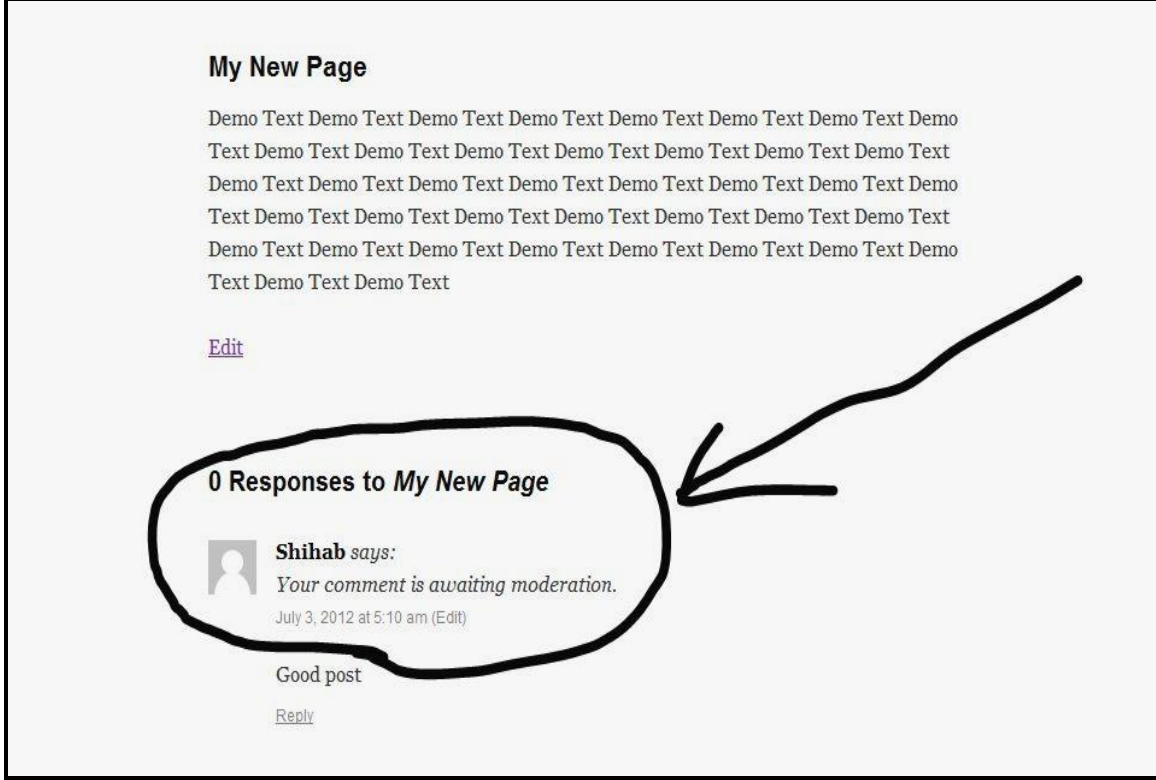 My New Page
Demo Text Demo Text Demo Text Demo Text Demo Text Demo Text Demo Text Demo
Text Demo Text Demo Text Demo Text Demo Text Demo Text Demo Text Demo Text
Demo Text Demo Text Demo Text Demo Text Demo Text Demo Text Demo Text Demo
Text Demo Text Demo Text Demo Text Demo Text Demo Text Demo Text Demo Text
Demo Text Demo Text Demo Text Demo Text Demo Text Demo Text Demo Text Demo
Text Demo Text Demo Text
Edit
0 Responses to My New Page
Shihab says:
Your comment is awaiting moderation.
July 3, 2012 at 5:10 am (Edit)
Good post
Reply